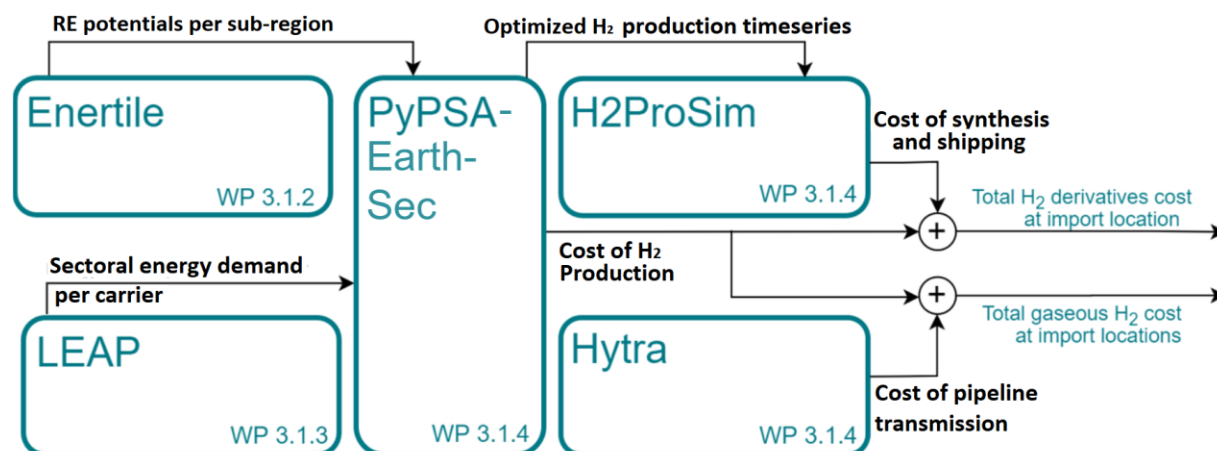 RE potentials per sub-region
Optimized H₂ production timeseries
Enertile
WP 3.1.2
PyPSA-
Earth-
Sec
WP 3.1.4
H2ProSim
WP 3.1.4
Cost of synthesis
and shipping
Total H₂ derivatives cost
at import location
+
Cost of H₂
Production
Sectoral energy demand
per carrier
LEAP
WP 3.1.3
Hytra
WP 3.1.4
+
Total gaseous H₂ cost
at import locations
Cost of pipeline
transmission